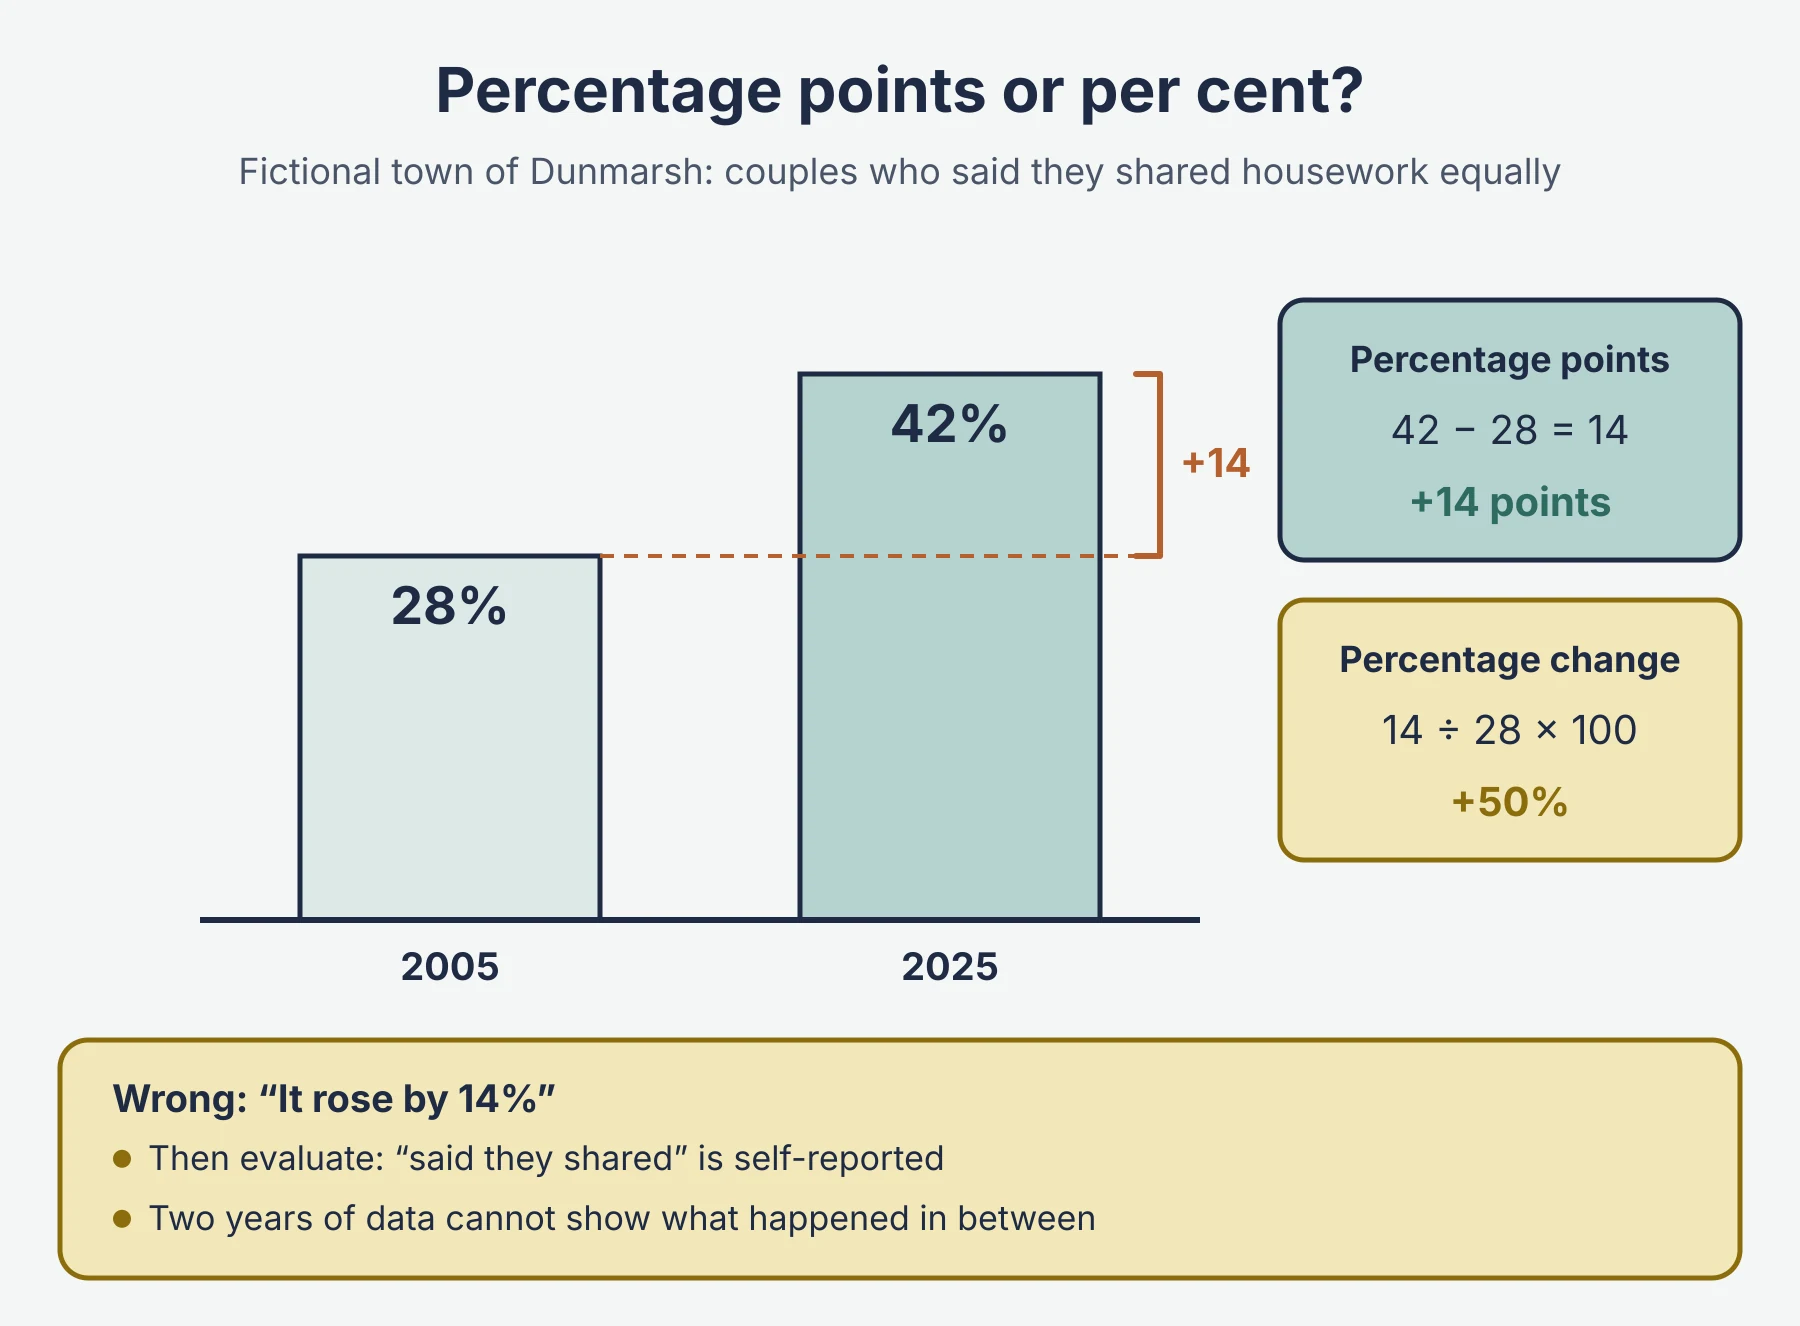 Percentage points or per cent?
Fictional town of Dunmarsh: couples who said they shared housework equally
28%
42%
+14
2005
2025
Percentage points
42 − 28 = 14
+14 points
Percentage change
14 ÷ 28 × 100
+50%
Wrong: “It rose by 14%”
Then evaluate: “said they shared” is self-reported
Two years of data cannot show what happened in between